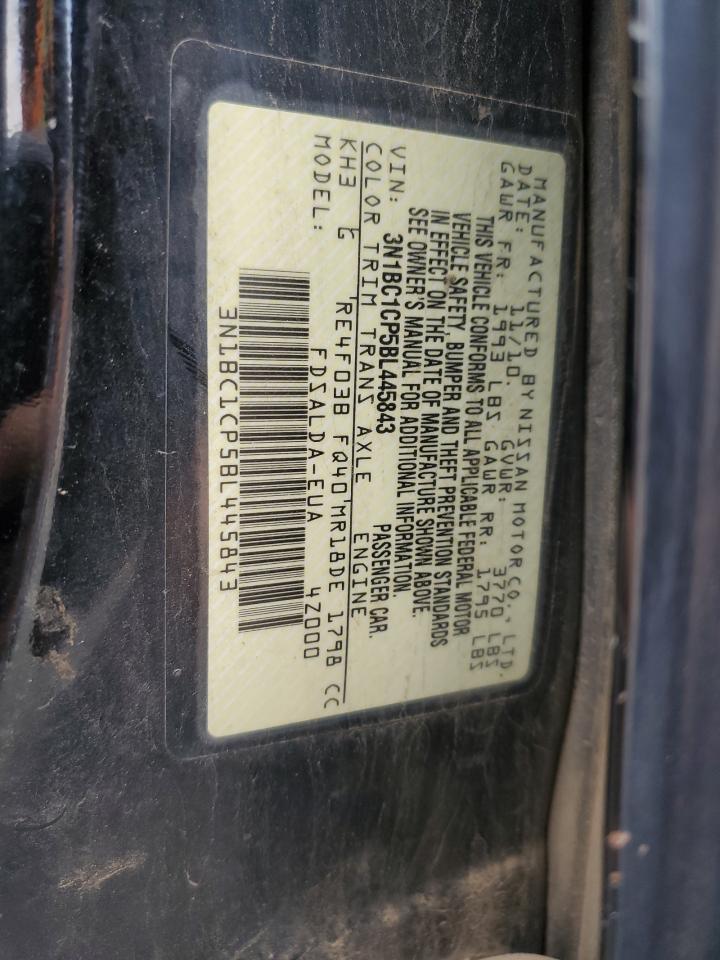 MANUFACTURED BY NISSAN MOTOR CO., LTD.
DATE: 11/10. GVWR: 3770 LBS
GAWR FR: 1993 LBS GAWR RR: 1795 LBS
THIS VEHICLE CONFORMS TO ALL APPLICABLE FEDERAL MOTOR
VEHICLE SAFETY, BUMPER AND THEFT PREVENTION STANDARDS
IN EFFECT ON THE DATE OF MANUFACTURE SHOWN ABOVE.
SEE OWNER'S MANUAL FOR ADDITIONAL INFORMATION.
VIN: 3N1BC1CP5BL445843 PASSENGER CAR.
COLOR TRIM TRANS AXLE ENGINE
KH3 G RE4F03B FQ40 MR18DE 1798 CC
MODEL: FDSALDA-EUA 4Z000
3N1BC1CP5BL445843